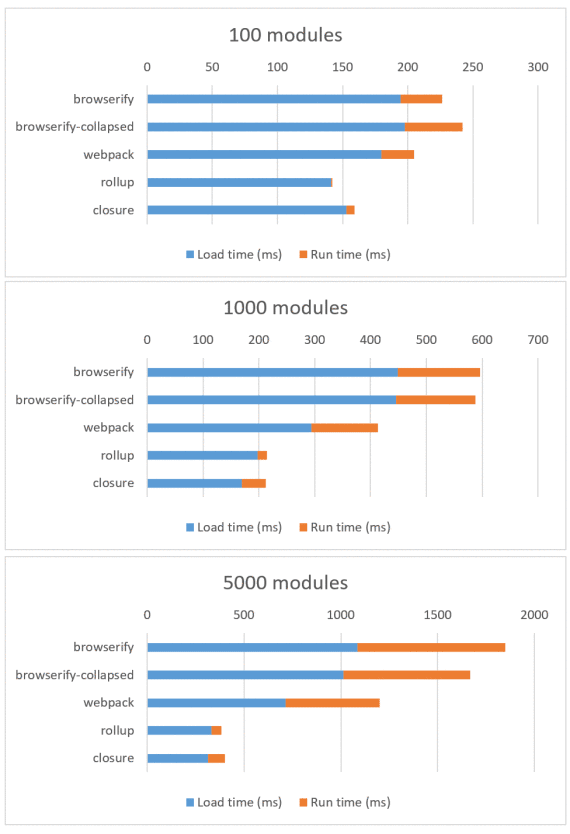 100 modules
0 50 100 150 200 250 300
browserify
browserify-collapsed
webpack
rollup
closure
Load time (ms) Run time (ms)
1000 modules
0 100 200 300 400 500 600 700
browserify
browserify-collapsed
webpack
rollup
closure
Load time (ms) Run time (ms)
5000 modules
0 500 1000 1500 2000
browserify
browserify-collapsed
webpack
rollup
closure
Load time (ms) Run time (ms)